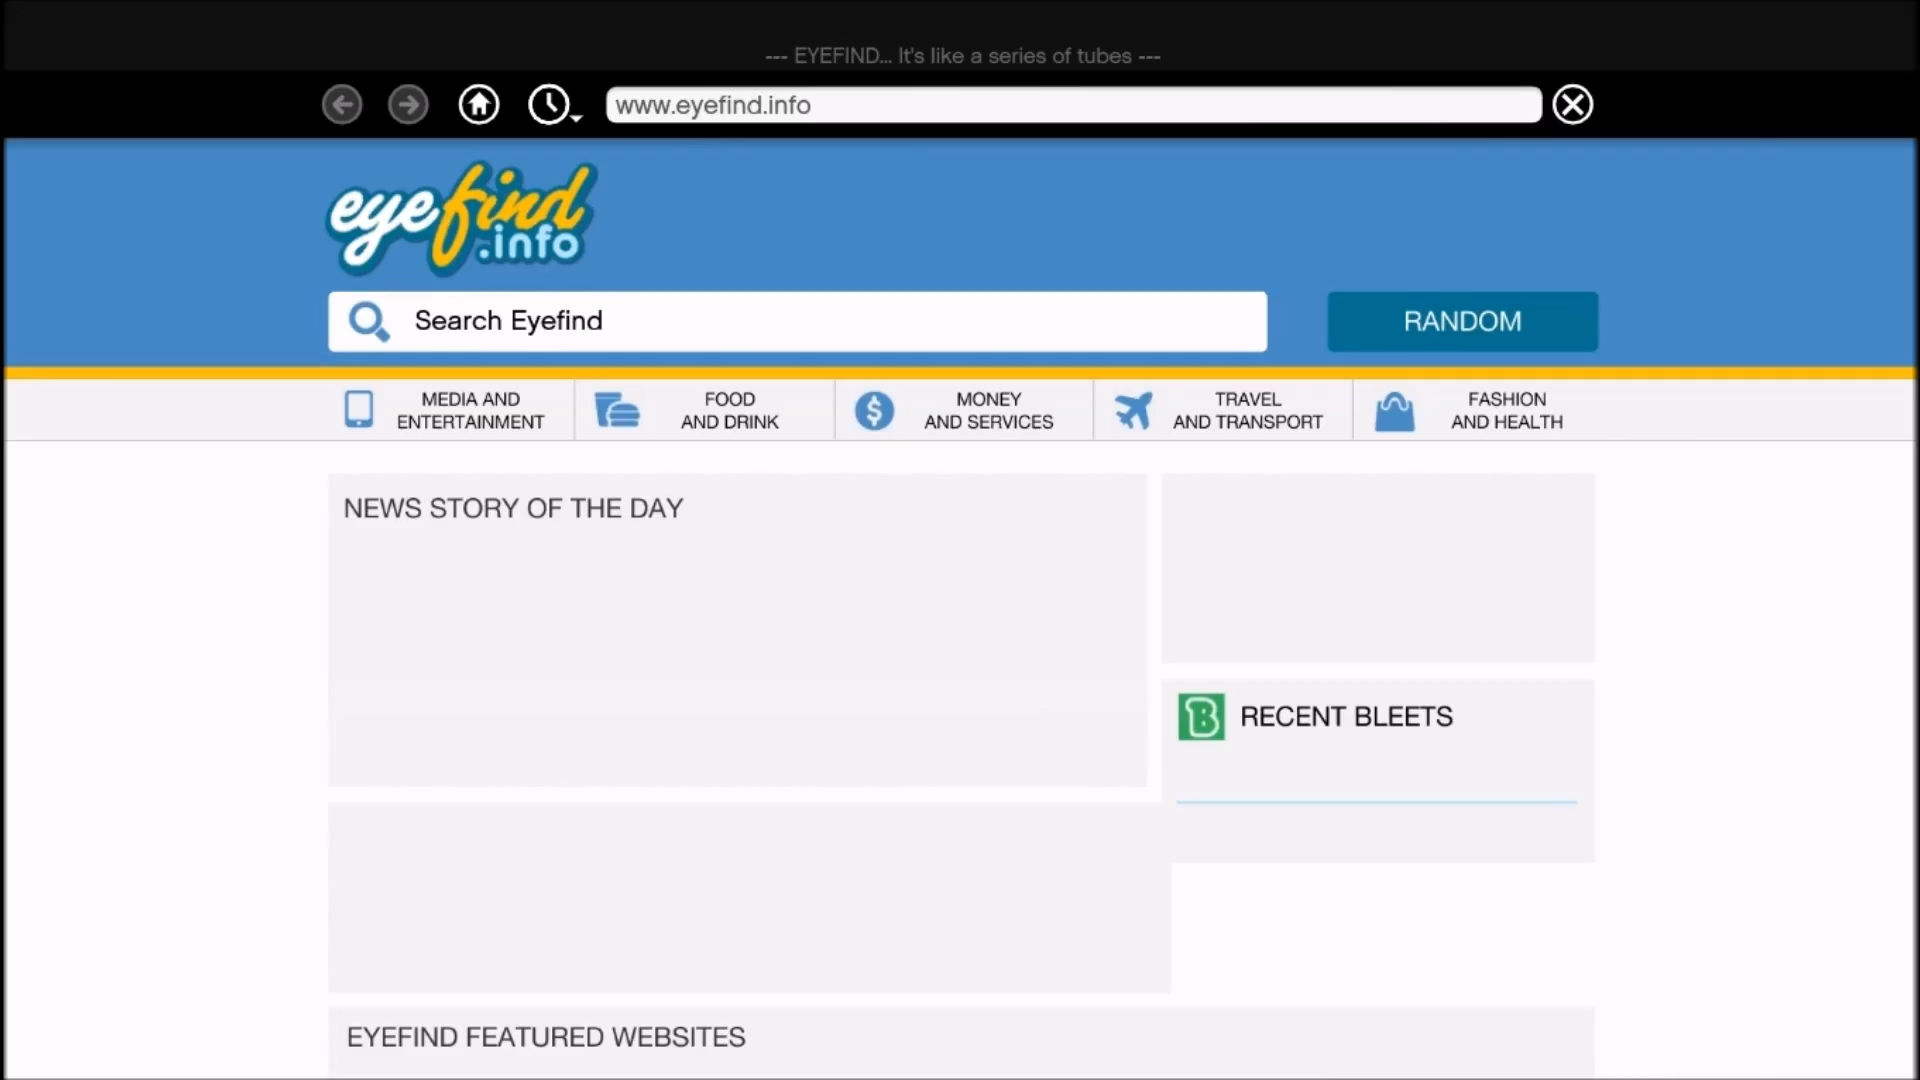 --- EYEFIND... It's like a series of tubes ---
www.eyefind.info
eyefind
.info
Search Eyefind
RANDOM
MEDIA AND
ENTERTAINMENT
FOOD
AND DRINK
MONEY
AND SERVICES
TRAVEL
AND TRANSPORT
FASHION
AND HEALTH
NEWS STORY OF THE DAY
B RECENT BLEETS
EYEFIND FEATURED WEBSITES